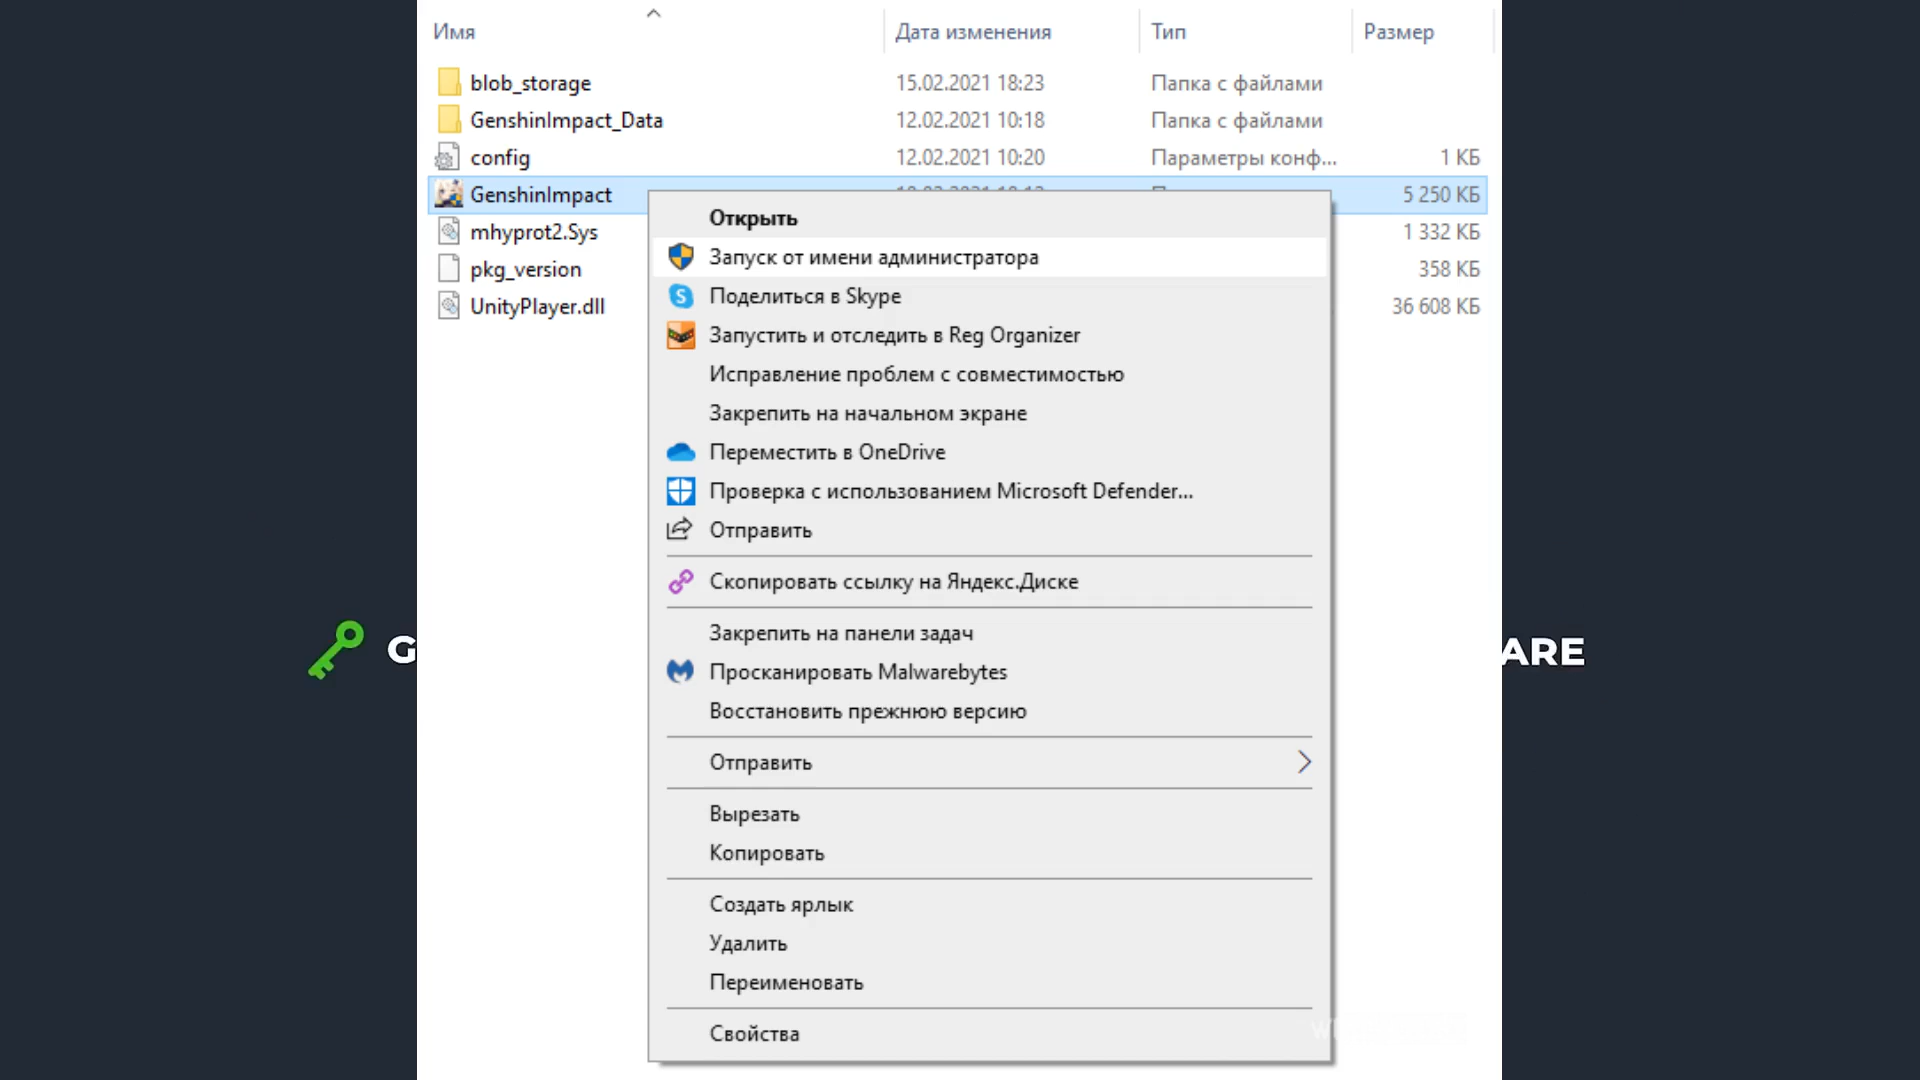 Имя Дата изменения Тип Размер
blob_storage 15.02.2021 18:23 Папка с файлами
GenshinImpact_Data 12.02.2021 10:18 Папка с файлами
config 12.02.2021 10:20 Параметры конф... 1 КБ
GenshinImpact 5 250 КБ
mhyprot2.Sys 1 332 КБ
pkg_version 358 КБ
UnityPlayer.dll 36 608 КБ
Открыть
Запуск от имени администратора
Поделиться в Skype
Запустить и отследить в Reg Organizer
Исправление проблем с совместимостью
Закрепить на начальном экране
Переместить в OneDrive
Проверка с использованием Microsoft Defender...
Отправить
Скопировать ссылку на Яндекс.Диске
Закрепить на панели задач
Просканировать Malwarebytes
Восстановить прежнюю версию
Отправить
Вырезать
Копировать
Создать ярлык
Удалить
Переименовать
Свойства
G
ARE